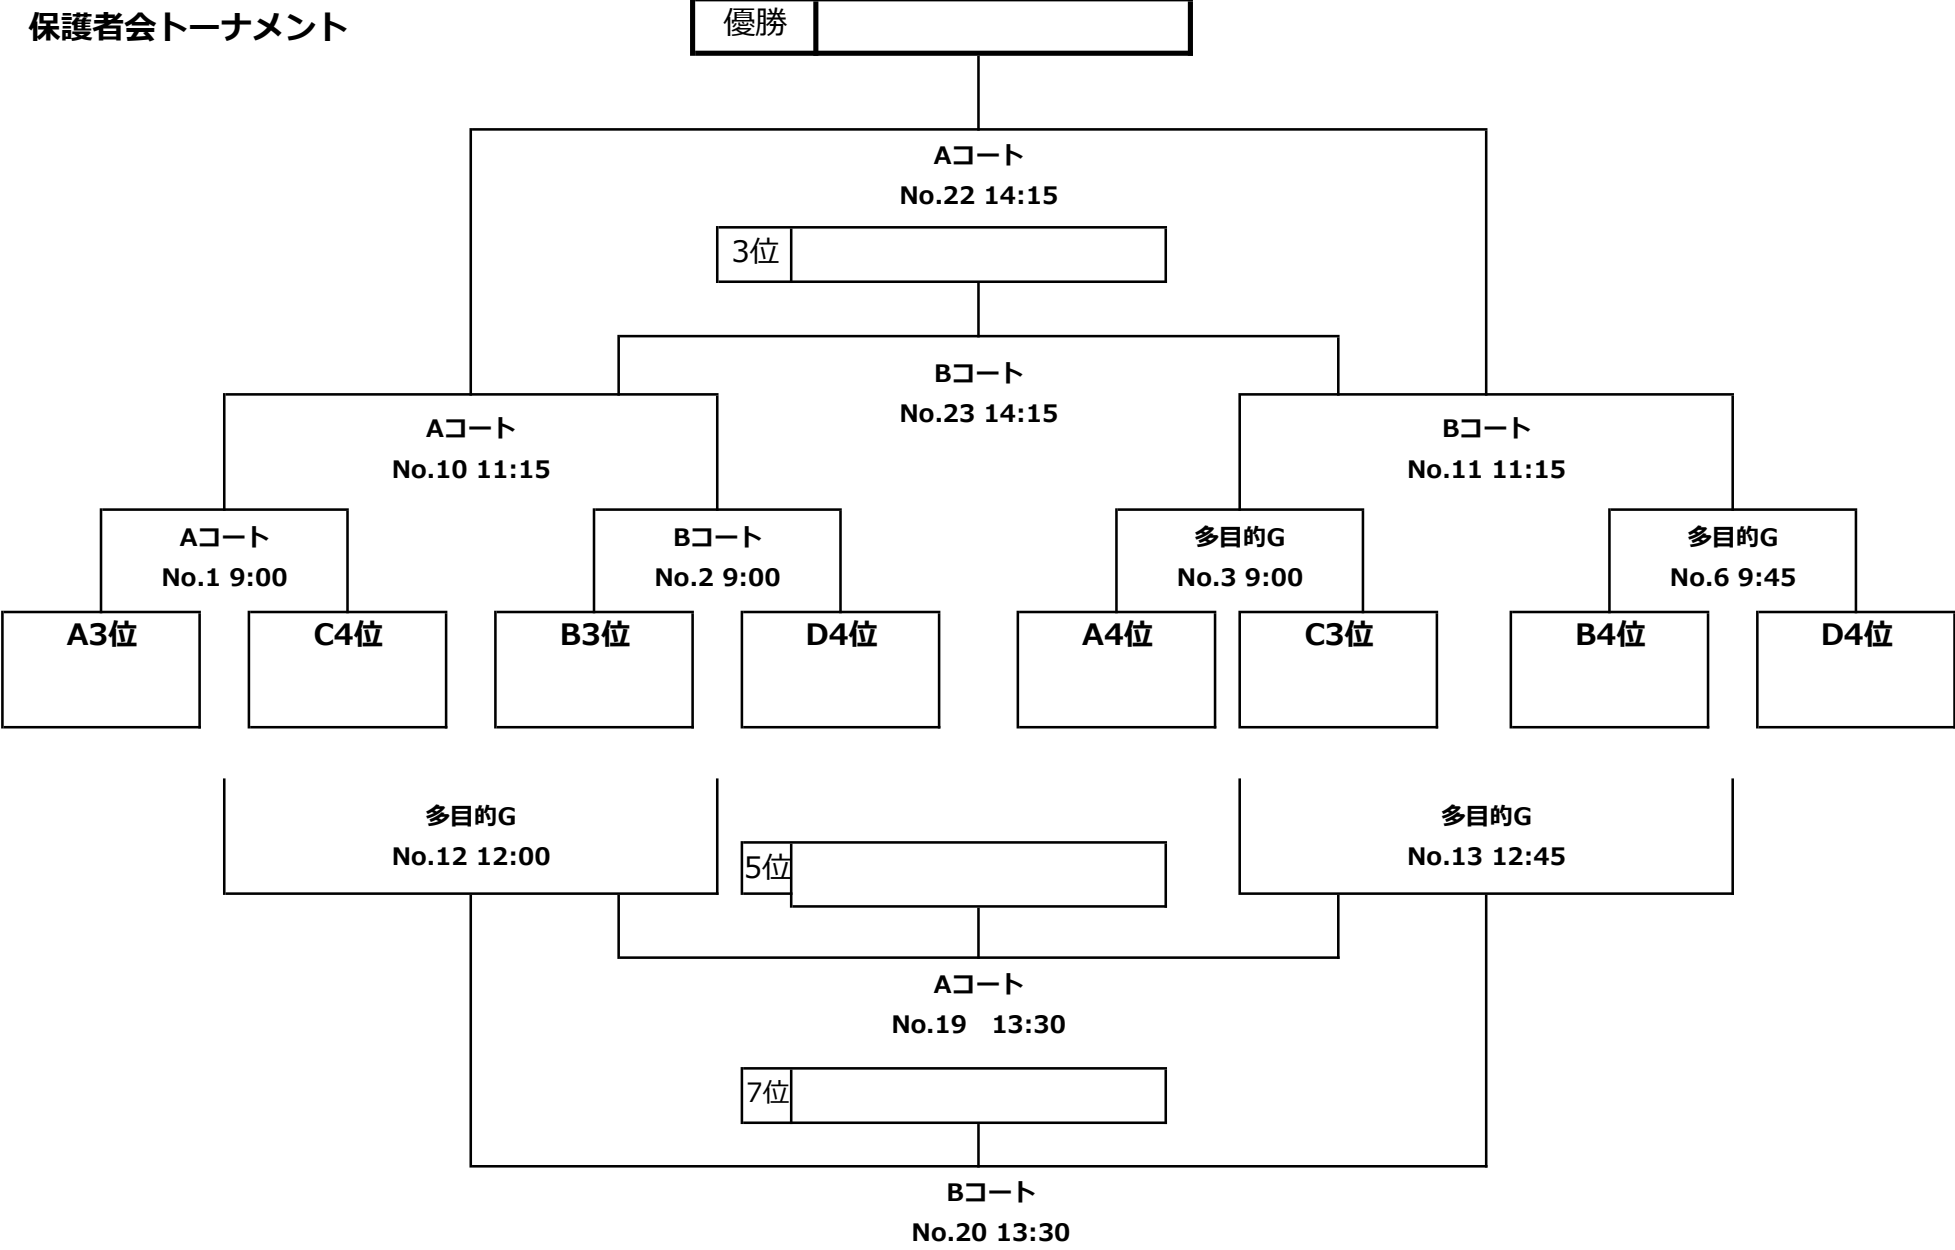 保護者会トーナメント
優勝
Aコート
No.22 14:15
3位
Bコート
No.23 14:15
Aコート
No.10 11:15
Bコート
No.11 11:15
Aコート
No.1 9:00
Bコート
No.2 9:00
多目的G
No.3 9:00
多目的G
No.6 9:45
A3位
C4位
B3位
D4位
A4位
C3位
B4位
D4位
多目的G
No.12 12:00
多目的G
No.13 12:45
5位
Aコート
No.19　13:30
7位
Bコート
No.20 13:30